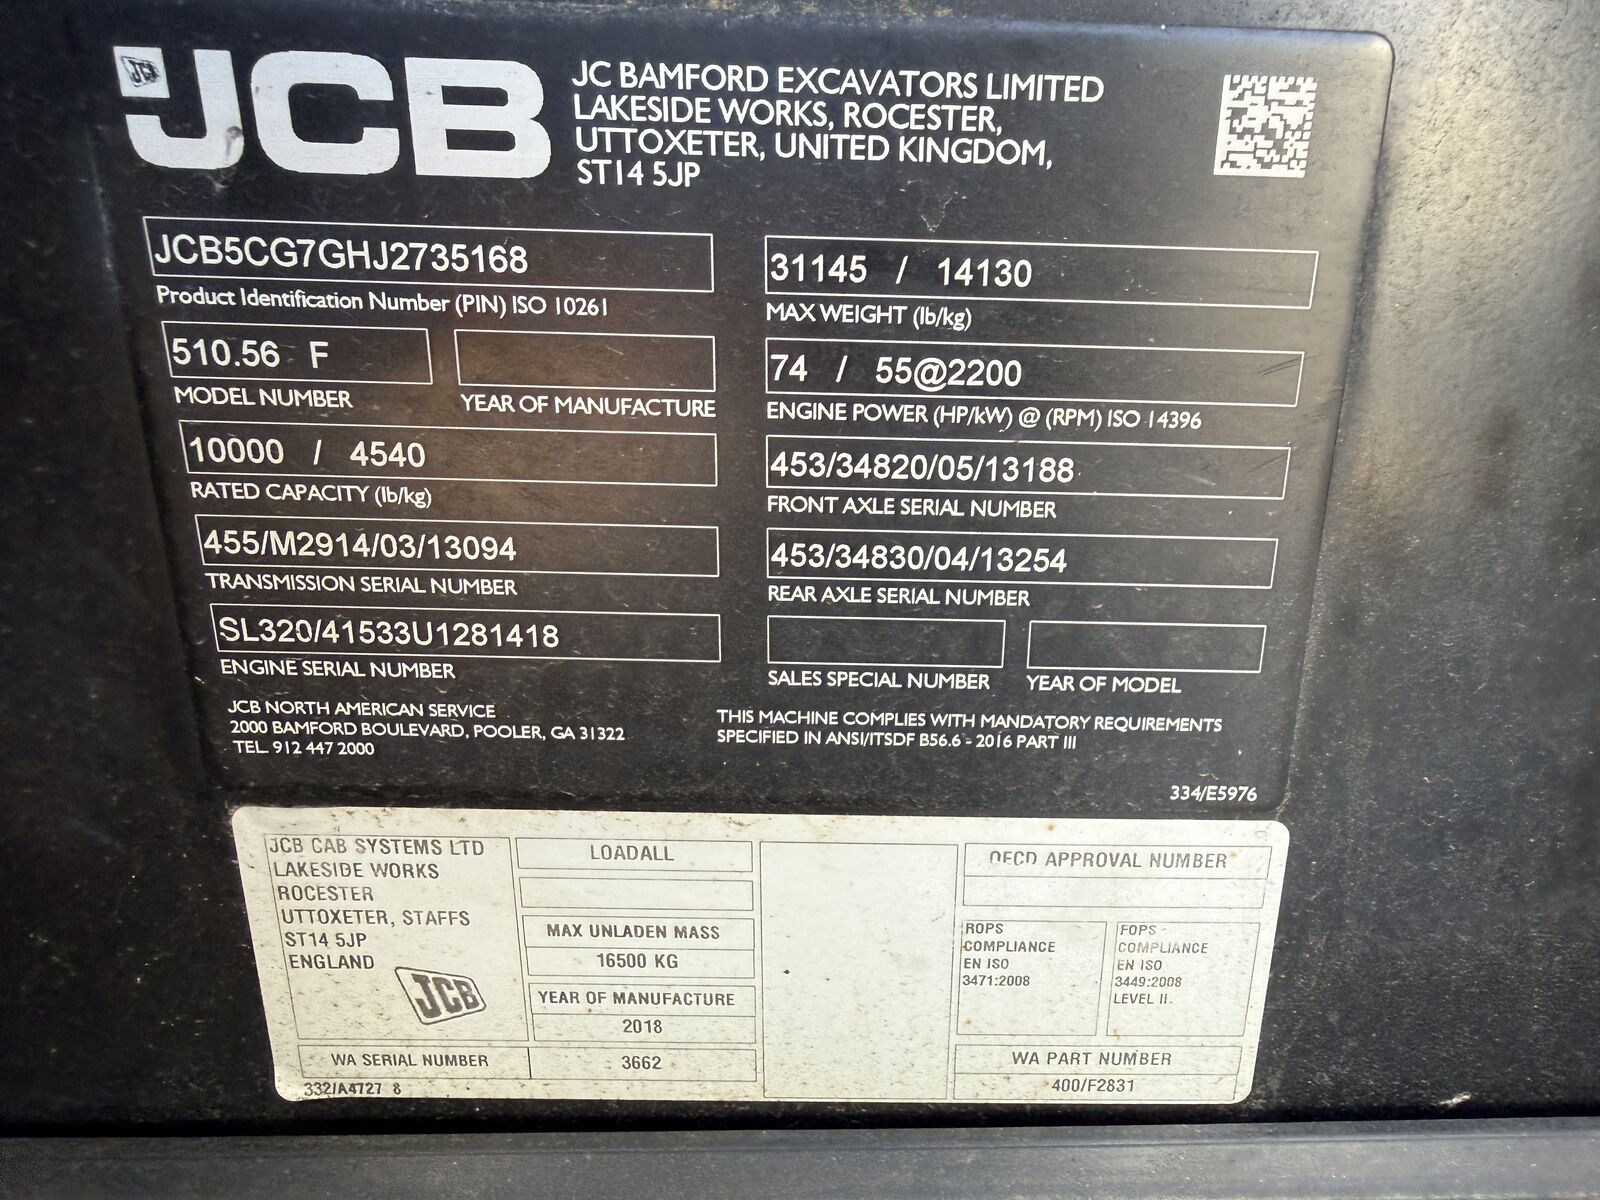 JCB
JCB
JC BAMFORD EXCAVATORS LIMITED
LAKESIDE WORKS, ROCESTER,
UTTOXETER, UNITED KINGDOM,
ST14 5JP
JCB5CG7GHJ2735168
Product Identification Number (PIN) ISO 10261
510.56 F
MODEL NUMBER
YEAR OF MANUFACTURE
10000 / 4540
RATED CAPACITY (lb/kg)
455/M2914/03/13094
TRANSMISSION SERIAL NUMBER
SL320/41533U1281418
ENGINE SERIAL NUMBER
31145 / 14130
MAX WEIGHT (lb/kg)
74 / 55@2200
ENGINE POWER (HP/kW) @ (RPM) ISO 14396
453/34820/05/13188
FRONT AXLE SERIAL NUMBER
453/34830/04/13254
REAR AXLE SERIAL NUMBER
SALES SPECIAL NUMBER
YEAR OF MODEL
JCB NORTH AMERICAN SERVICE
2000 BAMFORD BOULEVARD, POOLER, GA 31322
TEL. 912 447 2000
THIS MACHINE COMPLIES WITH MANDATORY REQUIREMENTS
SPECIFIED IN ANSI/ITSDF B56.6 - 2016 PART III
334/E5976
JCB CAB SYSTEMS LTD
LAKESIDE WORKS
ROCESTER
UTTOXETER, STAFFS
ST14 5JP
ENGLAND
JCB
WA SERIAL NUMBER
332/A4727 8
LOADALL
MAX UNLADEN MASS
16500 KG
YEAR OF MANUFACTURE
2018
3662
OECD APPROVAL NUMBER
ROPS
COMPLIANCE
EN ISO
3471:2008
FOPS
COMPLIANCE
EN ISO
3449:2008
LEVEL II.
WA PART NUMBER
400/F2831